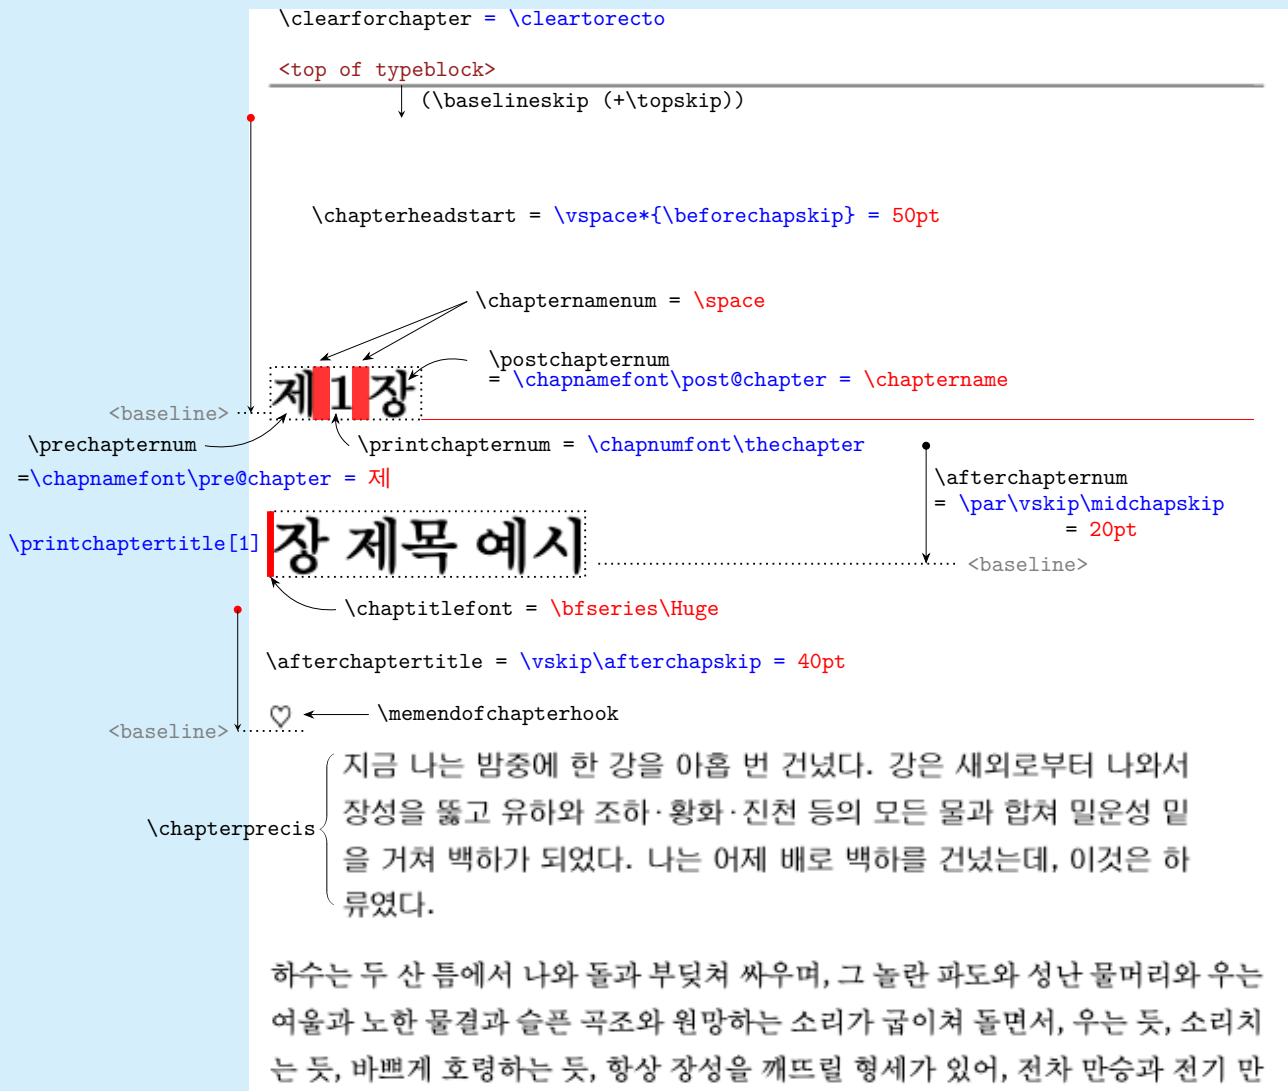 \clearforchapter = \cleartorecto
<top of typeblock>
(\baselineskip (+\topskip))
\chapterheadstart = \vspace*{\beforechapskip} = 50pt
\chapternamenum = \space
\postchapternum
= \chapnamefont\post@chapter = \chaptername
제 1 장
<baseline>
\prechapternum
\printchapternum = \chapnumfont\thechapter
=\chapnamefont\pre@chapter = 제
\afterchapternum
= \par\vskip\midchapskip
= 20pt
\printchaptertitle[1]
장 제목 예시
<baseline>
\chaptitlefont = \bfseries\Huge
\afterchaptertitle = \vskip\afterchapskip = 40pt
♡
\memendofchapterhook
<baseline>
지금 나는 밤중에 한 강을 아홉 번 건넜다. 강은 새외로부터 나와서
장성을 뚫고 유하와 조하·황화·진천 등의 모든 물과 합쳐 밀운성 밑
\chapterprecis
을 거쳐 백하가 되었다. 나는 어제 배로 백하를 건넜는데, 이것은 하
류였다.
하수는 두 산 틈에서 나와 돌과 부딪쳐 싸우며, 그 놀란 파도와 성난 물머리와 우는
여울과 노한 물결과 슬픈 곡조와 원망하는 소리가 굽이쳐 돌면서, 우는 듯, 소리치
는 듯, 바쁘게 호령하는 듯, 항상 장성을 깨뜨릴 형세가 있어, 전차 만승과 전기 만